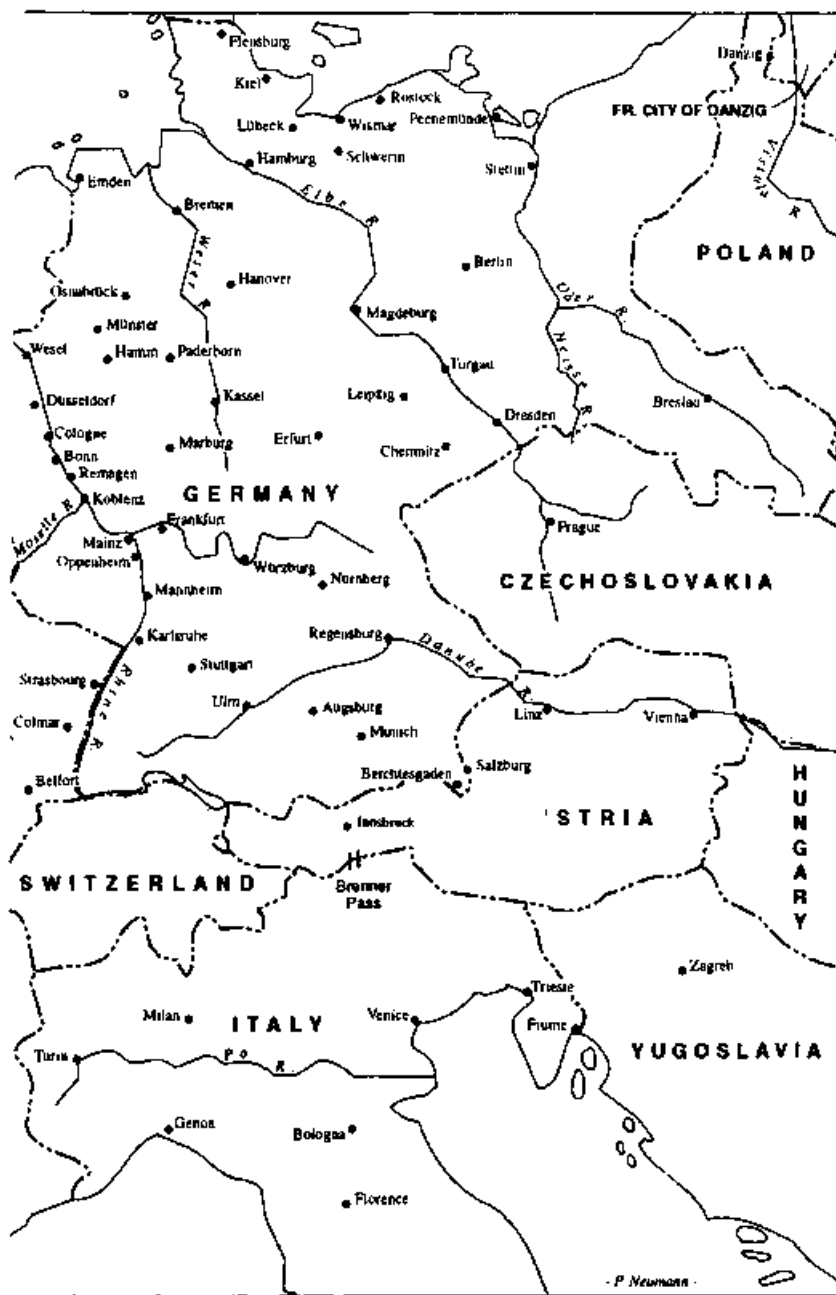 Flensburg
Danzig
Kiel
Rostock
FR. CITY OF DANZIG
Lübeck
Wismar
Peenemünde
Hamburg
Schwerin
Stettin
Vistula R.
Emden
Elbe R.
Bremen
POLAND
Weser R.
Berlin
Hanover
Osnabrück
Oder R.
Magdeburg
Münster
Wesel
Hamm
Paderborn
Neisse R.
Turgau
Düsseldorf
Kassel
Leipzig
Breslau
Cologne
Marburg
Erfurt
Dresden
Chemnitz
Bonn
Remagen
GERMANY
Koblenz
Moselle R.
Frankfurt
Prague
Mainz
Oppenheim
Würzburg
Nürnberg
CZECHOSLOVAKIA
Mannheim
Karlsruhe
Regensburg
Danube R.
Strasbourg
Stuttgart
Rhine R.
Ulm
Augsburg
Linz
Vienna
Colmar
Munich
Belfort
Berchtesgaden
Salzburg
HUNGARY
Innsbruck
'STRIA
SWITZERLAND
Brenner
Pass
Zagreb
Trieste
Milan
ITALY
Venice
Fiume
Turin
Po R.
YUGOSLAVIA
Genoa
Bologna
Florence
- P Neumann -